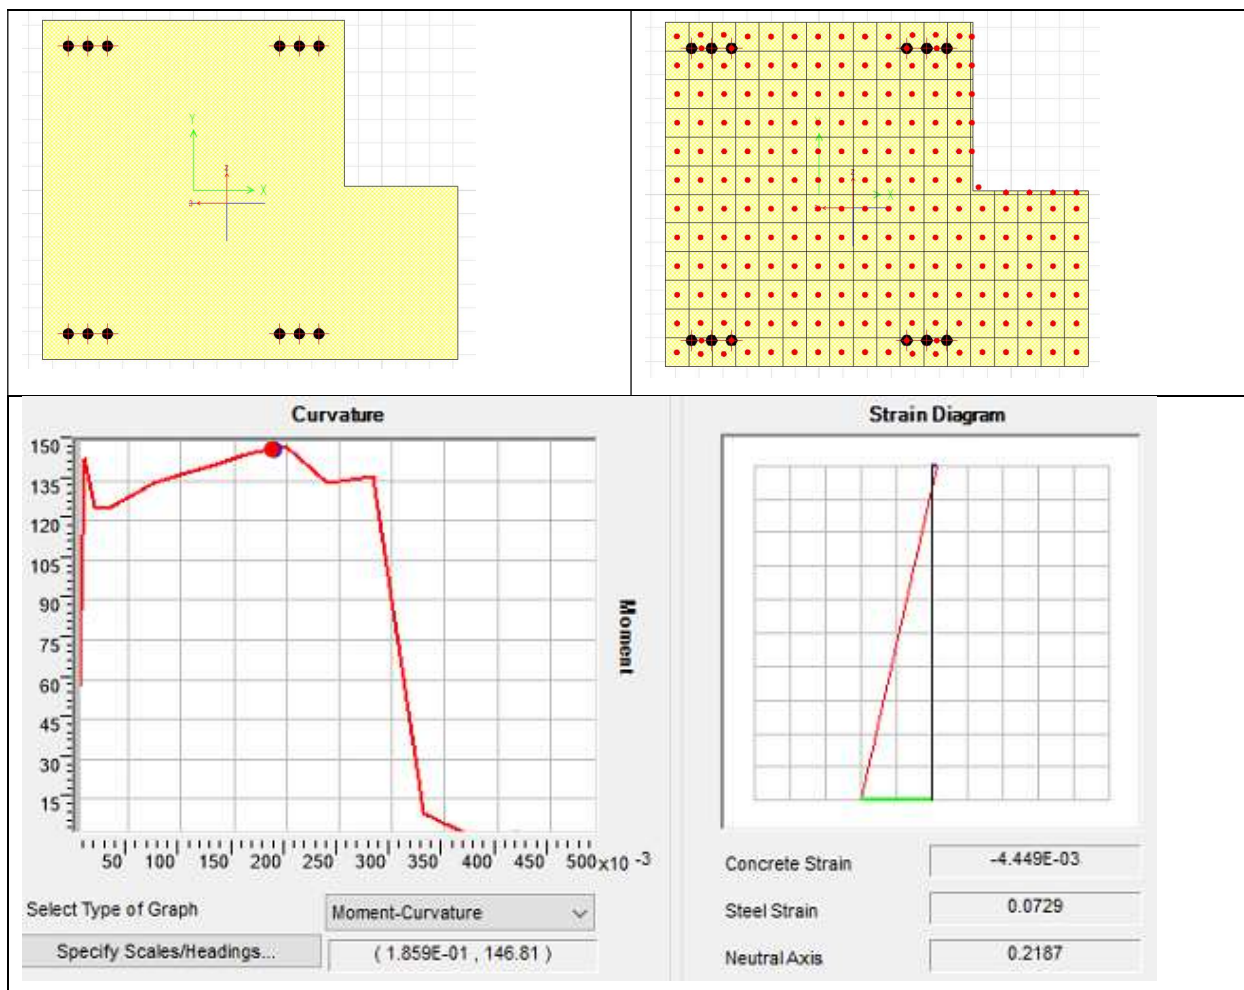 Y
X
2
3
X
Curvature
150
135
120
105
90
75
60
45
30
15
50 100 150 200 250 300 350 400 450 500 x10 -3
Moment
Select Type of Graph
Moment-Curvature
Specify Scales/Headings...
( 1.859E-01 , 146.81 )
Strain Diagram
Concrete Strain
-4.449E-03
Steel Strain
0.0729
Neutral Axis
0.2187